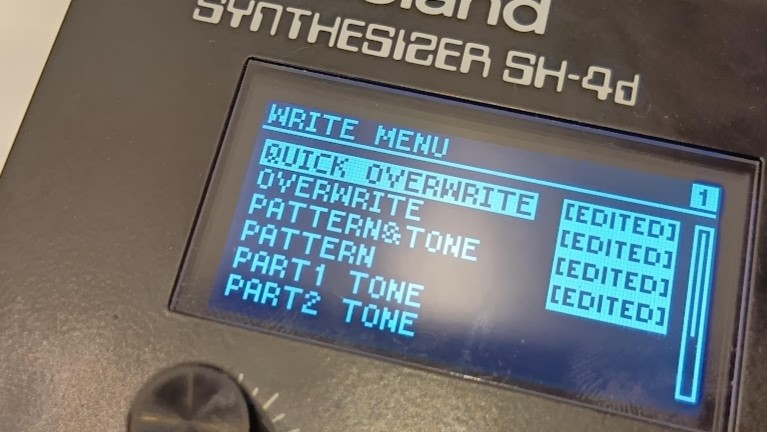 Roland
SYNTHESIZER SH-4d
WRITE MENU 1
QUICK OVERWRITE [EDITED]
OVERWRITE [EDITED]
PATTERN&TONE [EDITED]
PATTERN [EDITED]
PART1 TONE
PART2 TONE